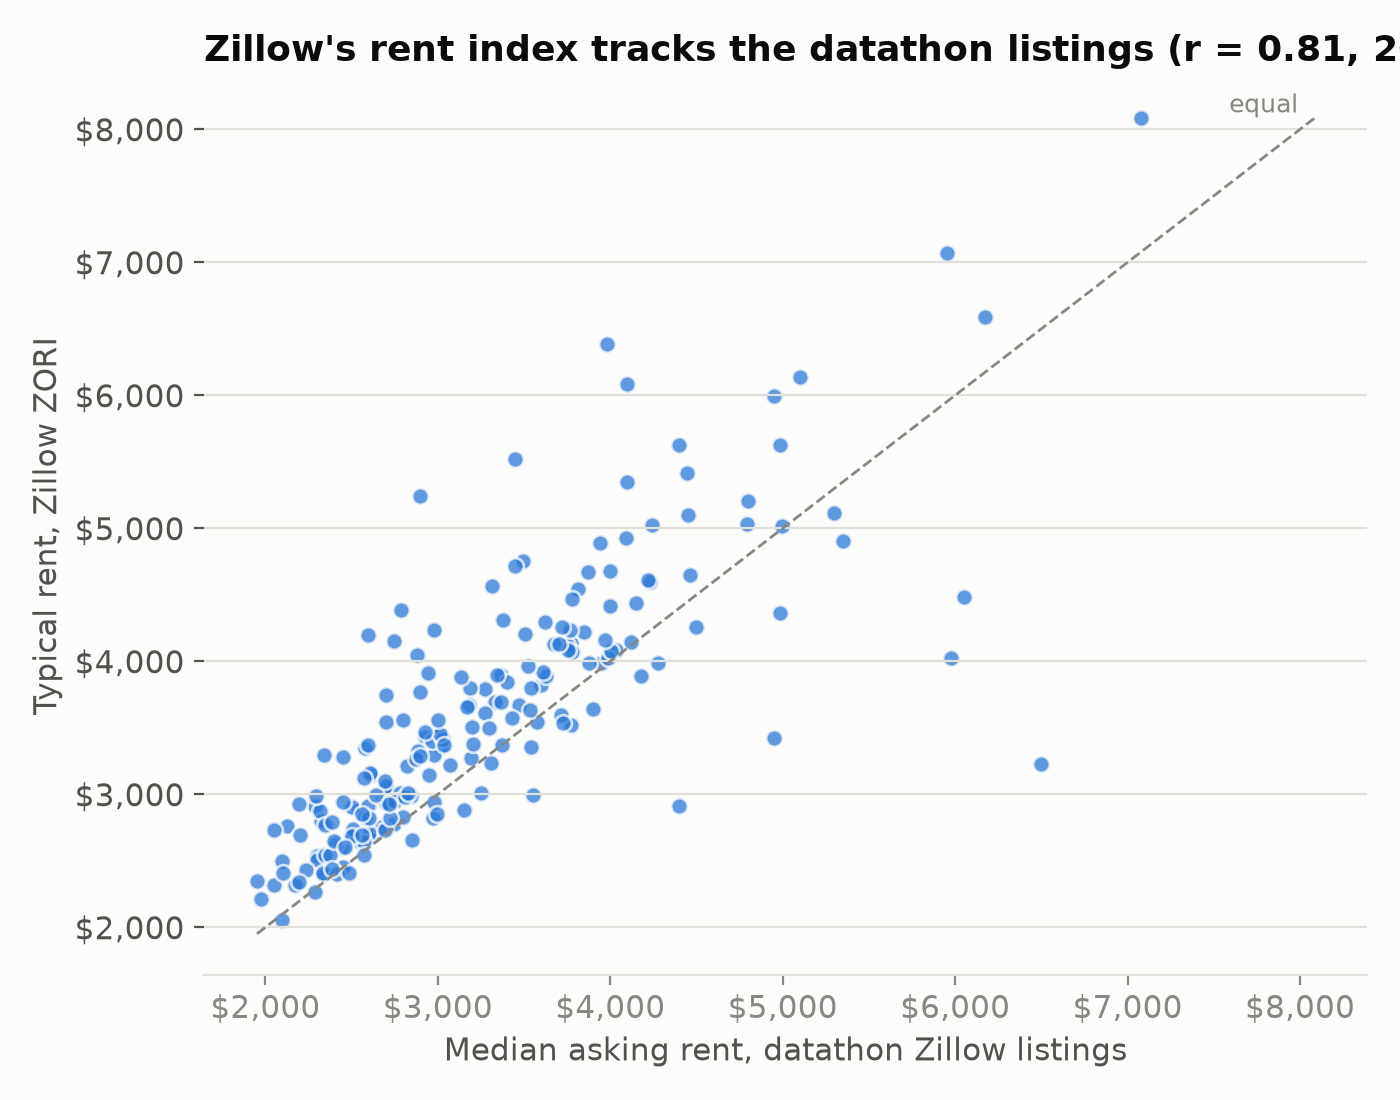 Zillow's rent index tracks the datathon listings (r = 0.81, 2
equal
$8,000
$7,000
$6,000
$5,000
$4,000
$3,000
$2,000
Typical rent, Zillow ZORI
$2,000 $3,000 $4,000 $5,000 $6,000 $7,000 $8,000
Median asking rent, datathon Zillow listings